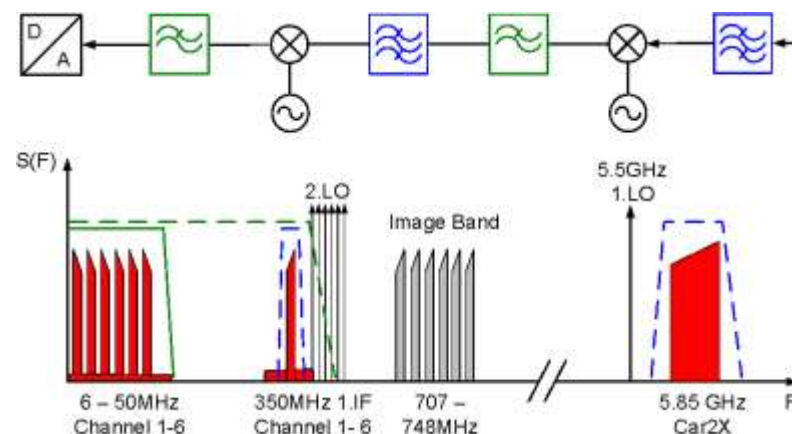 D
A
S(F)
2.LO
Image Band
5.5GHz
1.LO
6 – 50MHz
Channel 1-6
350MHz 1.IF
Channel 1- 6
707 –
748MHz
5.85 GHz
Car2X
F